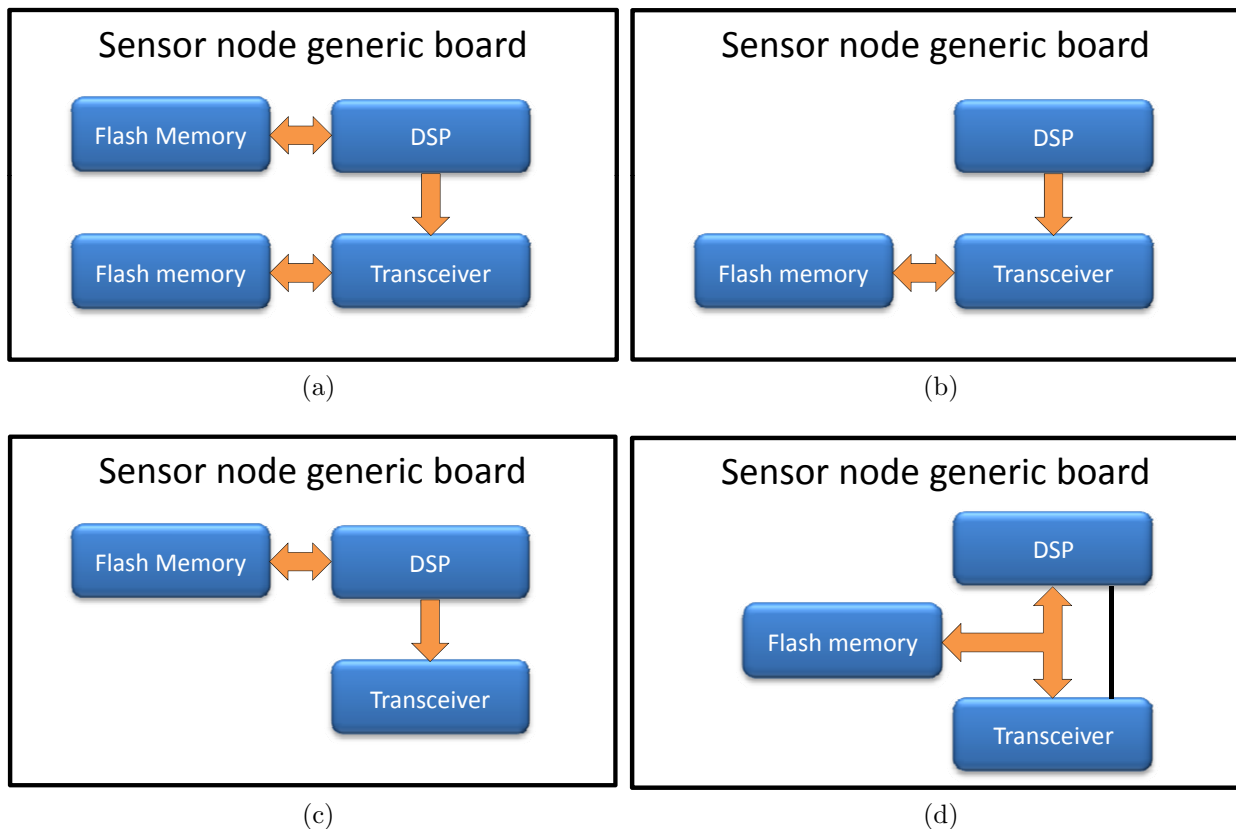 Sensor node generic board
Flash Memory
DSP
Flash memory
Transceiver
(a)
Sensor node generic board
DSP
Flash memory
Transceiver
(b)
Sensor node generic board
Flash Memory
DSP
Transceiver
(c)
Sensor node generic board
DSP
Flash memory
Transceiver
(d)